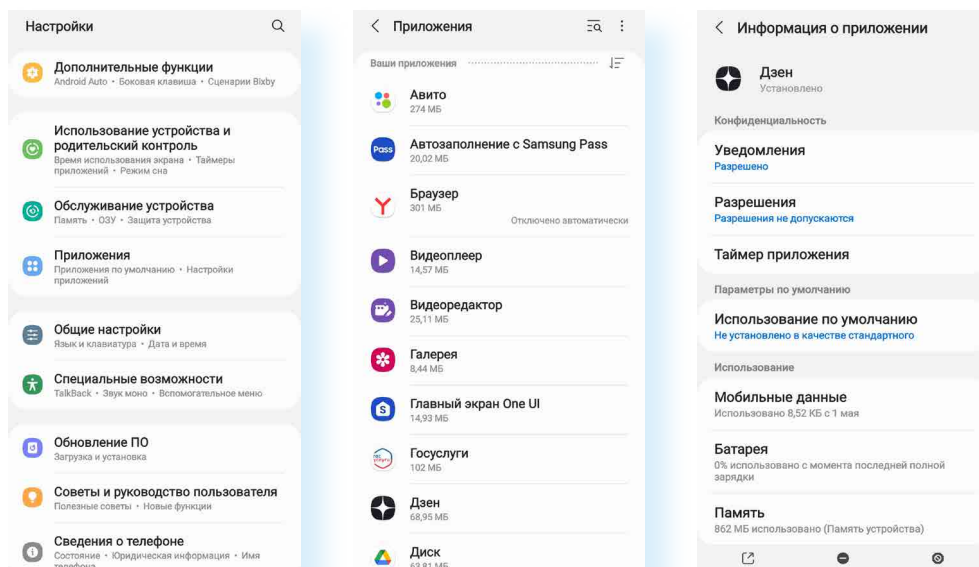 Настройки
Дополнительные функции
Android Auto • Боковая клавиша • Сценарии Bixby
Использование устройства и
родительский контроль
Время использования экрана • Таймеры
приложений • Режим сна
Обслуживание устройства
Память • ОЗУ • Защита устройства
Приложения
Приложения по умолчанию • Настройки
приложений
Общие настройки
Язык и клавиатура • Дата и время
Специальные возможности
TalkBack • Звук моно • Вспомогательное меню
Обновление ПО
Загрузка и установка
Советы и руководство пользователя
Полезные советы • Новые функции
Сведения о телефоне
Состояние • Юридическая информация • Имя
телефона
Приложения
Ваши приложения
Авито
274 МБ
Pass
Автозаполнение с Samsung Pass
20,02 МБ
Браузер
301 МБ
Отключено автоматически
Видеоплеер
14,57 МБ
Видеоредактор
25,11 МБ
Галерея
8,44 МБ
S
Главный экран One UI
14,93 МБ
гос
услуги
Госуслуги
102 МБ
Дзен
68,95 МБ
Диск
63,81 МБ
Информация о приложении
Дзен
Установлено
Конфиденциальность
Уведомления
Разрешено
Разрешения
Разрешения не допускаются
Таймер приложения
Параметры по умолчанию
Использование по умолчанию
Не установлено в качестве стандартного
Использование
Мобильные данные
Использовано 8,52 КБ с 1 мая
Батарея
0% использовано с момента последней полной
зарядки
Память
862 МБ использовано (Память устройства)